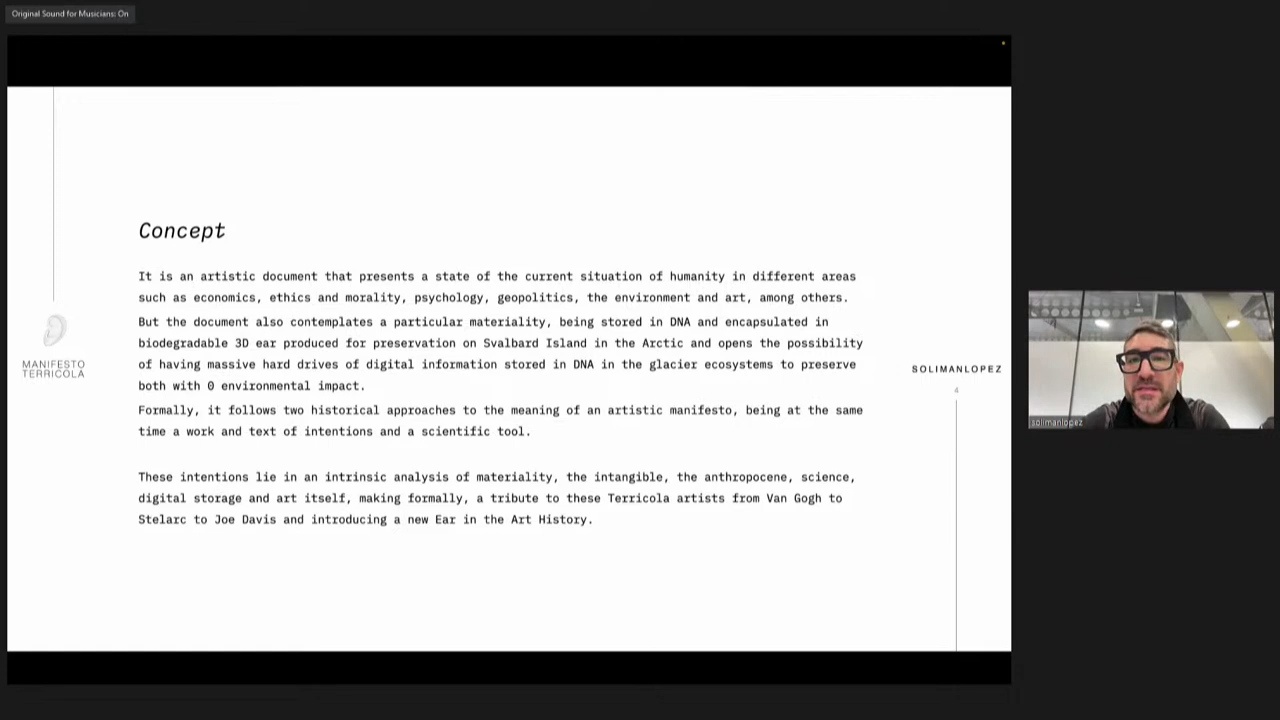 Original Sound for Musicians: On
Concept
It is an artistic document that presents a state of the current situation of humanity in different areas
such as economics, ethics and morality, psychology, geopolitics, the environment and art, among others.
But the document also contemplates a particular materiality, being stored in DNA and encapsulated in
biodegradable 3D ear produced for preservation on Svalbard Island in the Arctic and opens the possibility
of having massive hard drives of digital information stored in DNA in the glacier ecosystems to preserve
both with 0 environmental impact.
Formally, it follows two historical approaches to the meaning of an artistic manifesto, being at the same
time a work and text of intentions and a scientific tool.
These intentions lie in an intrinsic analysis of materiality, the intangible, the anthropocene, science,
digital storage and art itself, making formally, a tribute to these Terricola artists from Van Gogh to
Stelarc to Joe Davis and introducing a new Ear in the Art History.
MANIFESTO
TERRICOLA
SOLIMANLOPEZ
4
solimanlopez